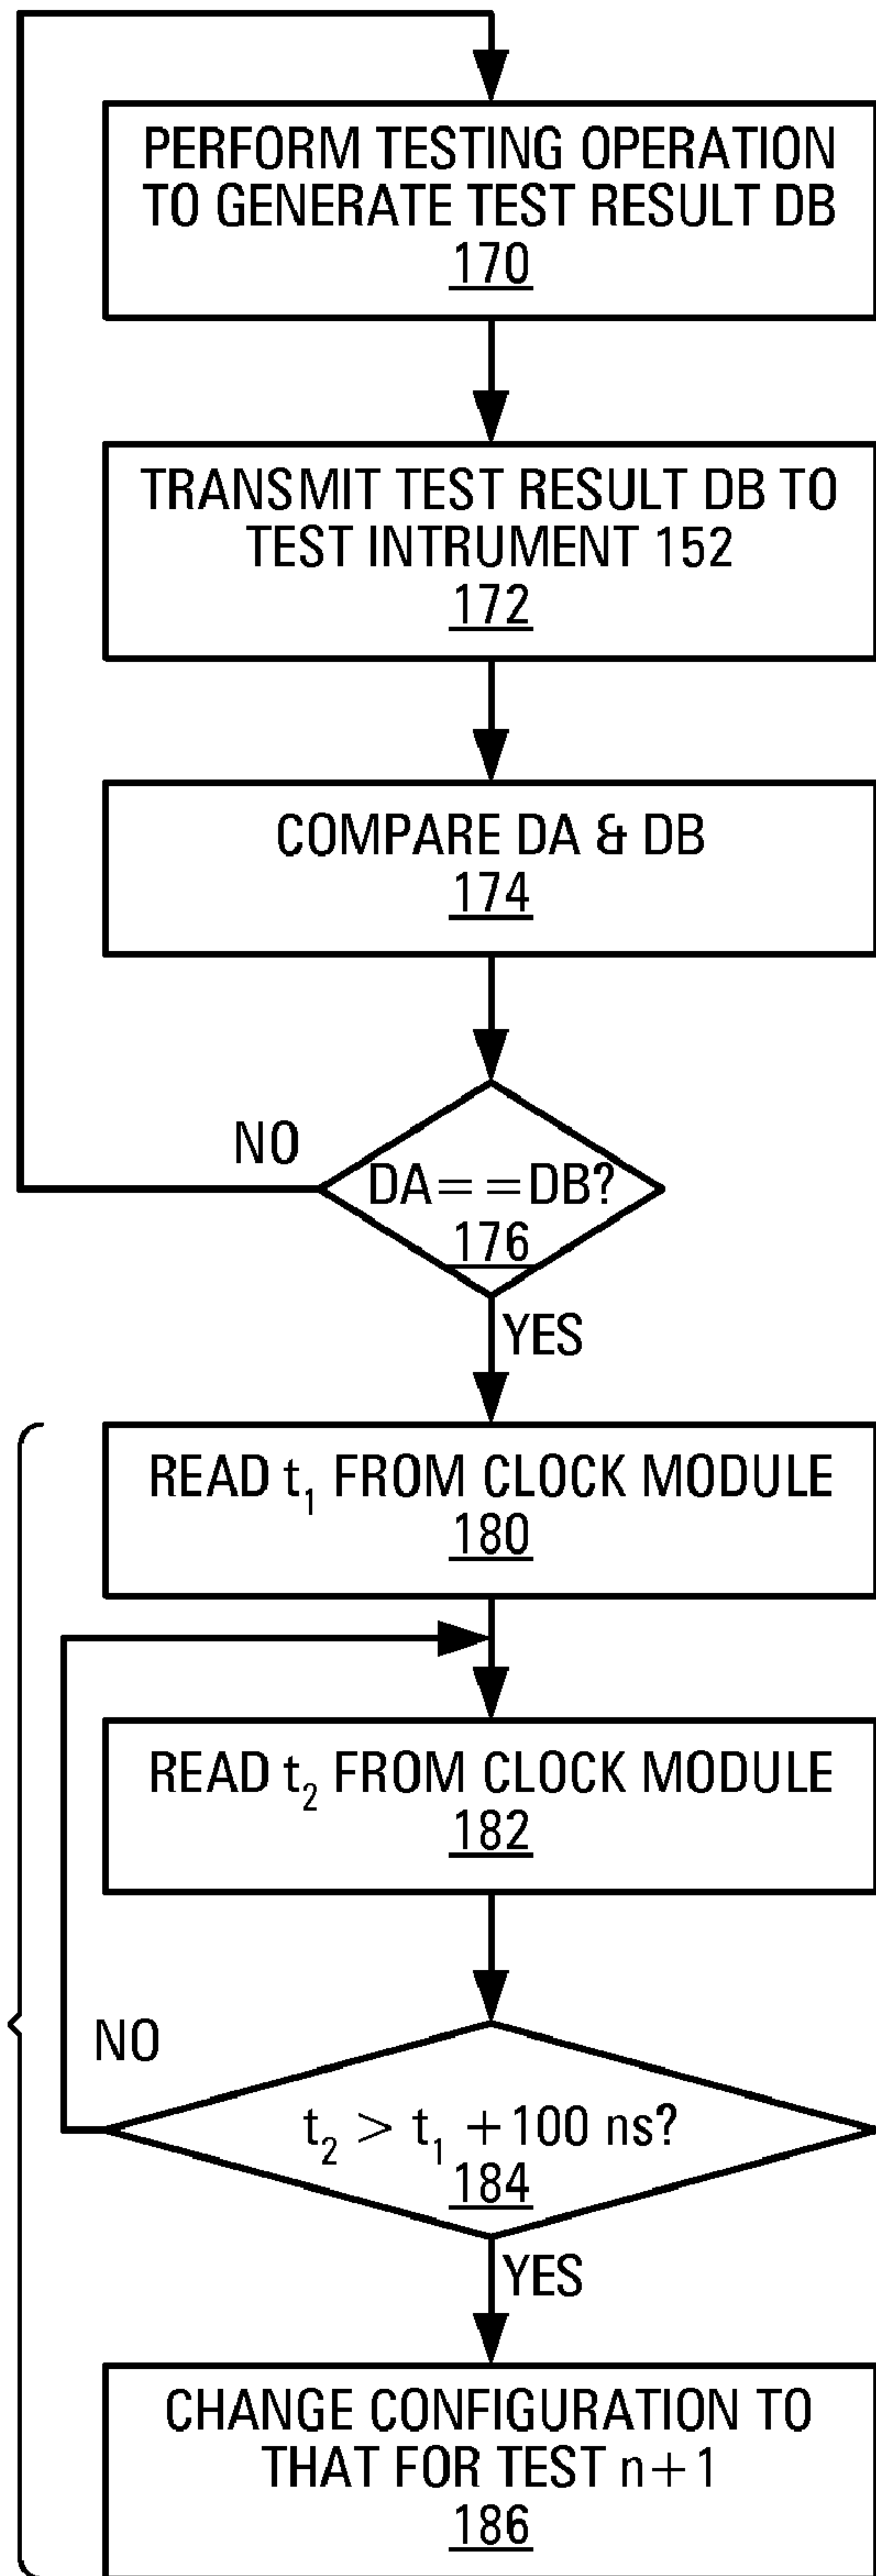 PERFORM TESTING OPERATION
TO GENERATE TEST RESULT DB
170
TRANSMIT TEST RESULT DB TO
TEST INTRUMENT 152
172
COMPARE DA & DB
174
NO
DA==DB?
176
YES
READ t₁ FROM CLOCK MODULE
180
READ t₂ FROM CLOCK MODULE
182
NO
t₂ > t₁ +100 ns?
184
YES
CHANGE CONFIGURATION TO
THAT FOR TEST n+1
186